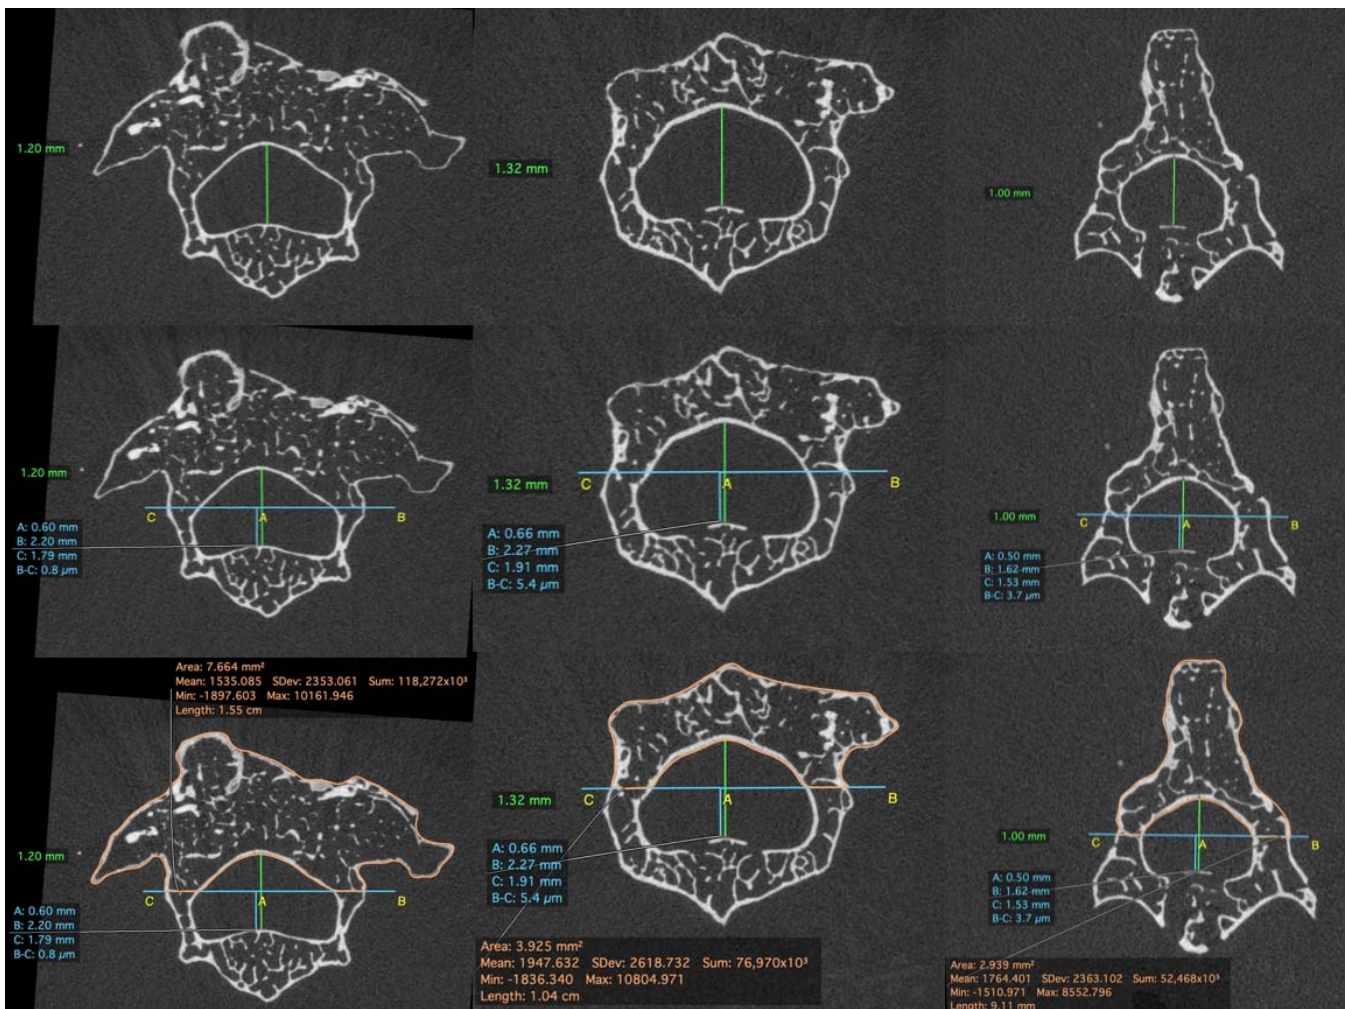 1.20 mm
1.32 mm
1.00 mm
1.20 mm
C
A
B
A: 0.60 mm
B: 2.20 mm
C: 1.79 mm
B-C: 0.8 µm
C
A
B
1.32 mm
A: 0.66 mm
B: 2.27 mm
C: 1.91 mm
B-C: 5.4 µm
C
A
B
1.00 mm
A: 0.50 mm
B: 1.62 mm
C: 1.53 mm
B-C: 3.7 µm
Area: 7.664 mm²
Mean: 1535.085 SDev: 2353.061 Sum: 118,272x10³
Min: -1897.603 Max: 10161.946
Length: 1.55 cm
1.20 mm
C
A
B
A: 0.60 mm
B: 2.20 mm
C: 1.79 mm
B-C: 0.8 µm
C
A
B
1.32 mm
A: 0.66 mm
B: 2.27 mm
C: 1.91 mm
B-C: 5.4 µm
Area: 3.925 mm²
Mean: 1947.632 SDev: 2618.732 Sum: 76,970x10³
Min: -1836.340 Max: 10804.971
Length: 1.04 cm
1.00 mm
C
A
B
A: 0.50 mm
B: 1.62 mm
C: 1.53 mm
B-C: 3.7 µm
Area: 2.939 mm²
Mean: 1764.401 SDev: 2363.102 Sum: 52,468x10³
Min: -1510.971 Max: 8552.796
Length: 9.11 mm